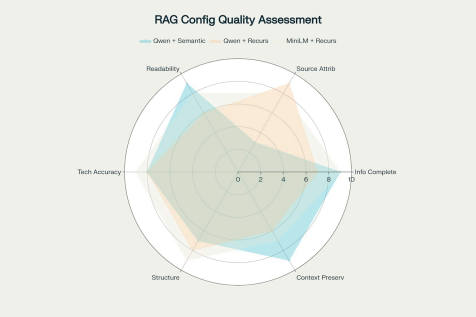 RAG Config Quality Assessment
Qwen + Semantic Qwen + Recurs MiniLM + Recurs
Readability Source Attrib
Tech Accuracy Info Complete
0 2 4 6 8 10
Structure Context Preserv